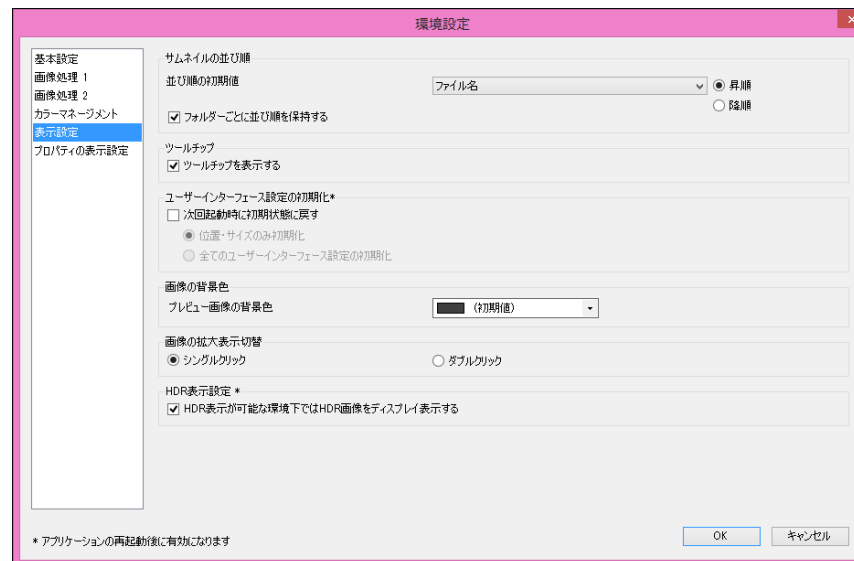 環境設定
基本設定
画像処理 1
画像処理 2
カラーマネージメント
表示設定
プロパティの表示設定
サムネイルの並び順
並び順の初期値
ファイル名
昇順
降順
フォルダーごとに並び順を保持する
ツールチップ
ツールチップを表示する
ユーザーインターフェース設定の初期化*
次回起動時に初期状態に戻す
位置・サイズのみ初期化
全てのユーザーインターフェース設定の初期化
画像の背景色
プレビュー画像の背景色
(初期値)
画像の拡大表示切替
シングルクリック
ダブルクリック
HDR表示設定 *
HDR表示が可能な環境下ではHDR画像をディスプレイ表示する
* アプリケーションの再起動後に有効になります
OK
キャンセル